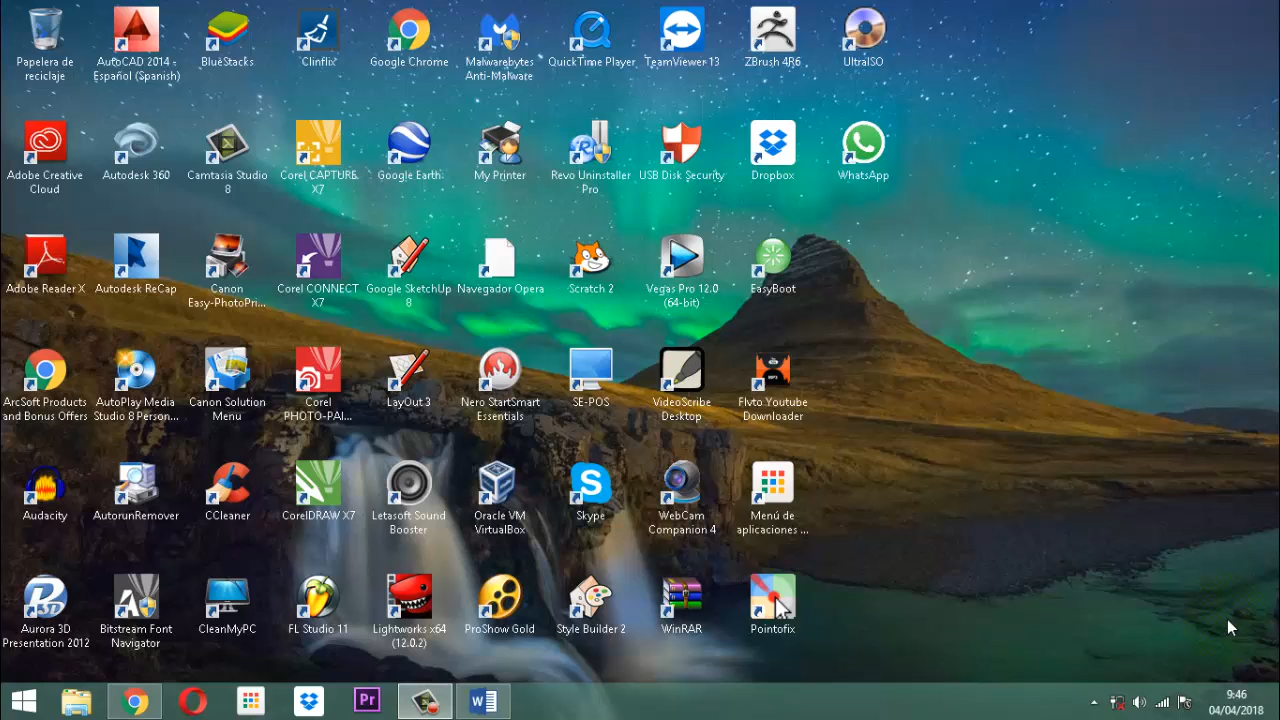 Papelera de
reciclaje
AutoCAD 2014 -
Español (Spanish)
BlueStacks
Clinflix
Google Chrome
Malwarebytes
Anti-Malware
QuickTime Player
TeamViewer 13
ZBrush 4R6
UltraISO
Adobe Creative
Cloud
Autodesk 360
Camtasia Studio
8
Corel CAPTURE
X7
Google Earth
My Printer
Revo Uninstaller
Pro
USB Disk Security
Dropbox
WhatsApp
Adobe Reader X
Autodesk ReCap
Canon
Easy-PhotoPri...
Corel CONNECT
X7
Google SketchUp
8
Navegador Opera
Scratch 2
Vegas Pro 12.0
(64-bit)
EasyBoot
ArcSoft Products
and Bonus Offers
AutoPlay Media
Studio 8 Person...
Canon Solution
Menu
Corel
PHOTO-PAI...
LayOut 3
Nero StartSmart
Essentials
SE-POS
VideoScribe
Desktop
Flvto Youtube
Downloader
Audacity
AutorunRemover
CCleaner
CorelDRAW X7
Letasoft Sound
Booster
Oracle VM
VirtualBox
Skype
WebCam
Companion 4
Menú de
aplicaciones ...
Aurora 3D
Presentation 2012
Bitstream Font
Navigator
CleanMyPC
FL Studio 11
Lightworks x64
(12.0.2)
ProShow Gold
Style Builder 2
WinRAR
Pointofix
Pr
W
9:46
04/04/2018